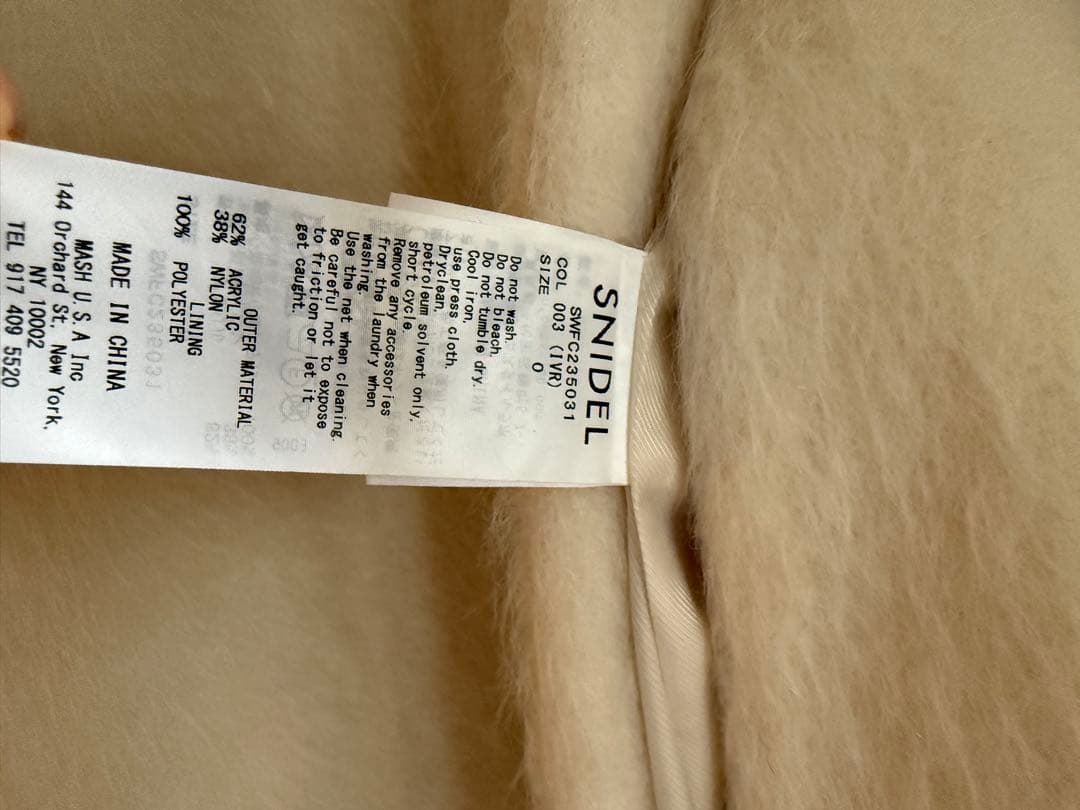 SNIDEL
SWFC235031
COL 003 (IVR)
SIZE 0
Do not wash.
Do not bleach,
Do not tumble dry.
Cool iron,
use press cloth.
Dryclean,
petroleum solvent only,
short cycle.
Remove any accessories
from the laundry when
washing.
Use the net when cleaning.
Be careful not to expose
to friction or let it
get caught.
OUTER MATERIAL
62% ACRYLIC
38% NYLON
LINING
100% POLYESTER
MADE IN CHINA
MASH U.S.A Inc
144 Orchard St, New York,
NY 10002
TEL 917 409 5520